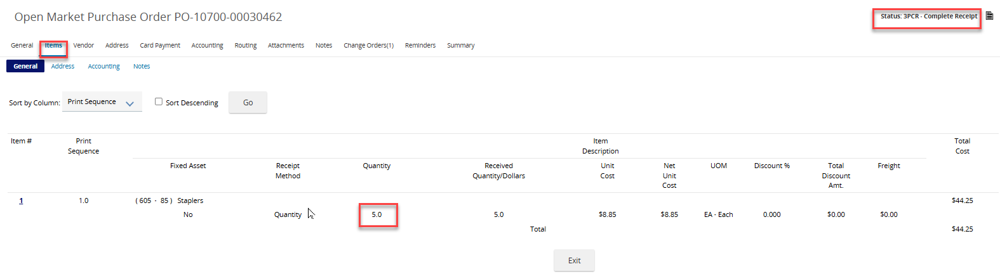 Open Market Purchase Order PO-10700-00030462
Status: 3PCR - Complete Receipt
General Items Vendor Address Card Payment Accounting Routing Attachments Notes Change Orders(1) Reminders Summary
General Address Accounting Notes
Sort by Column: Print Sequence Sort Descending Go
Item # Print Item Total
Sequence Description Cost
Fixed Asset Receipt Quantity Received Unit Net UOM Discount % Total Freight
Method Quantity/Dollars Cost Unit Discount
Cost Amt.
1 1.0 ( 605 - 85 ) Staplers $44.25
No Quantity 5.0 5.0 $8.85 $8.85 EA - Each 0.000 $0.00 $0.00
Total $44.25
Exit